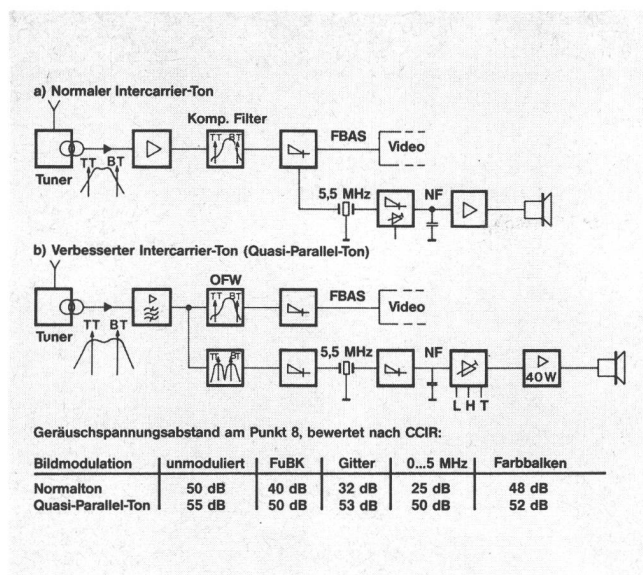 a) Normaler Intercarrier-Ton
Komp. Filter
TT BT
FBAS
Video
Tuner
TT BT
5,5 MHz
NF
b) Verbesserter Intercarrier-Ton (Quasi-Parallel-Ton)
OFW
TT BT
FBAS
Video
Tuner
TT BT
TT BT
5,5 MHz
NF
40W
L H T
Geräuschspannungsabstand am Punkt 8, bewertet nach CCIR:
Bildmodulation unmoduliert FuBK Gitter 0...5 MHz Farbbalken
Normalton 50 dB 40 dB 32 dB 25 dB 48 dB
Quasi-Parallel-Ton 55 dB 50 dB 53 dB 50 dB 52 dB